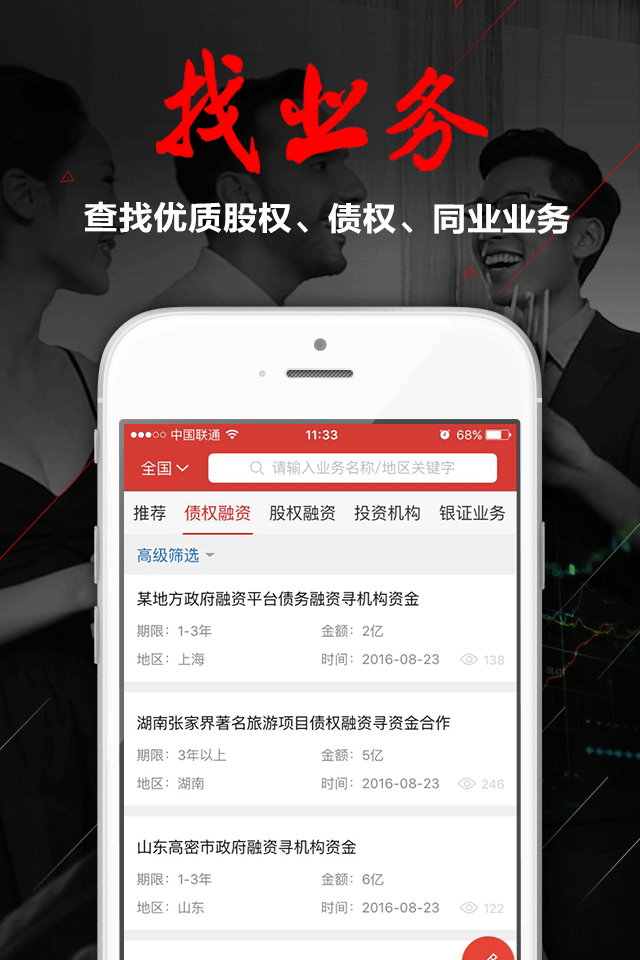 找业务
查找优质股权、债权、同业业务
中国联通 11:33 68%
全国 请输入业务名称/地区关键字
推荐 债权融资 股权融资 投资机构 银证业务
高级筛选
某地方政府融资平台债务融资寻机构资金
期限：1-3年 金额：2亿
地区：上海 时间：2016-08-23 138
湖南张家界著名旅游项目债权融资寻资金合作
期限：3年以上 金额：5亿
地区：湖南 时间：2016-08-23 246
山东高密市政府融资寻机构资金
期限：1-3年 金额：6亿
地区：山东 时间：2016-08-23 122